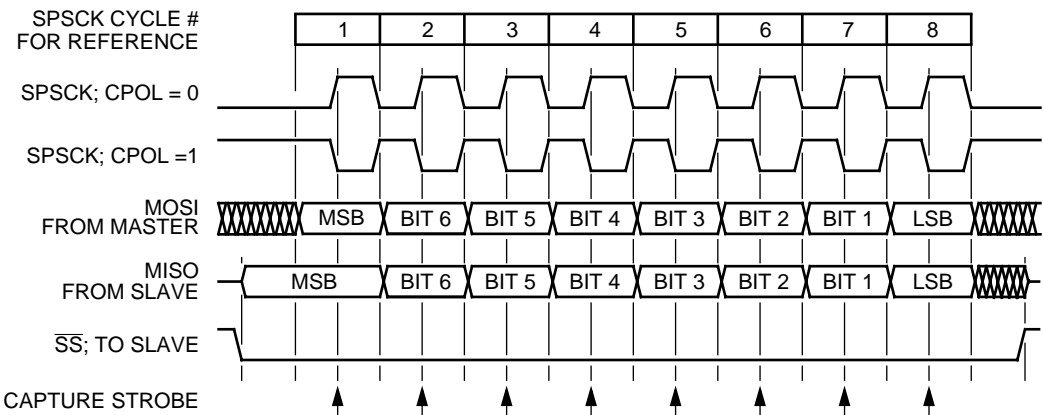 SPSCK CYCLE #
FOR REFERENCE
1 2 3 4 5 6 7 8
SPSCK; CPOL = 0
SPSCK; CPOL =1
MOSI
FROM MASTER
MSB BIT 6 BIT 5 BIT 4 BIT 3 BIT 2 BIT 1 LSB
MISO
FROM SLAVE
MSB BIT 6 BIT 5 BIT 4 BIT 3 BIT 2 BIT 1 LSB
S̅S̅; TO SLAVE
CAPTURE STROBE